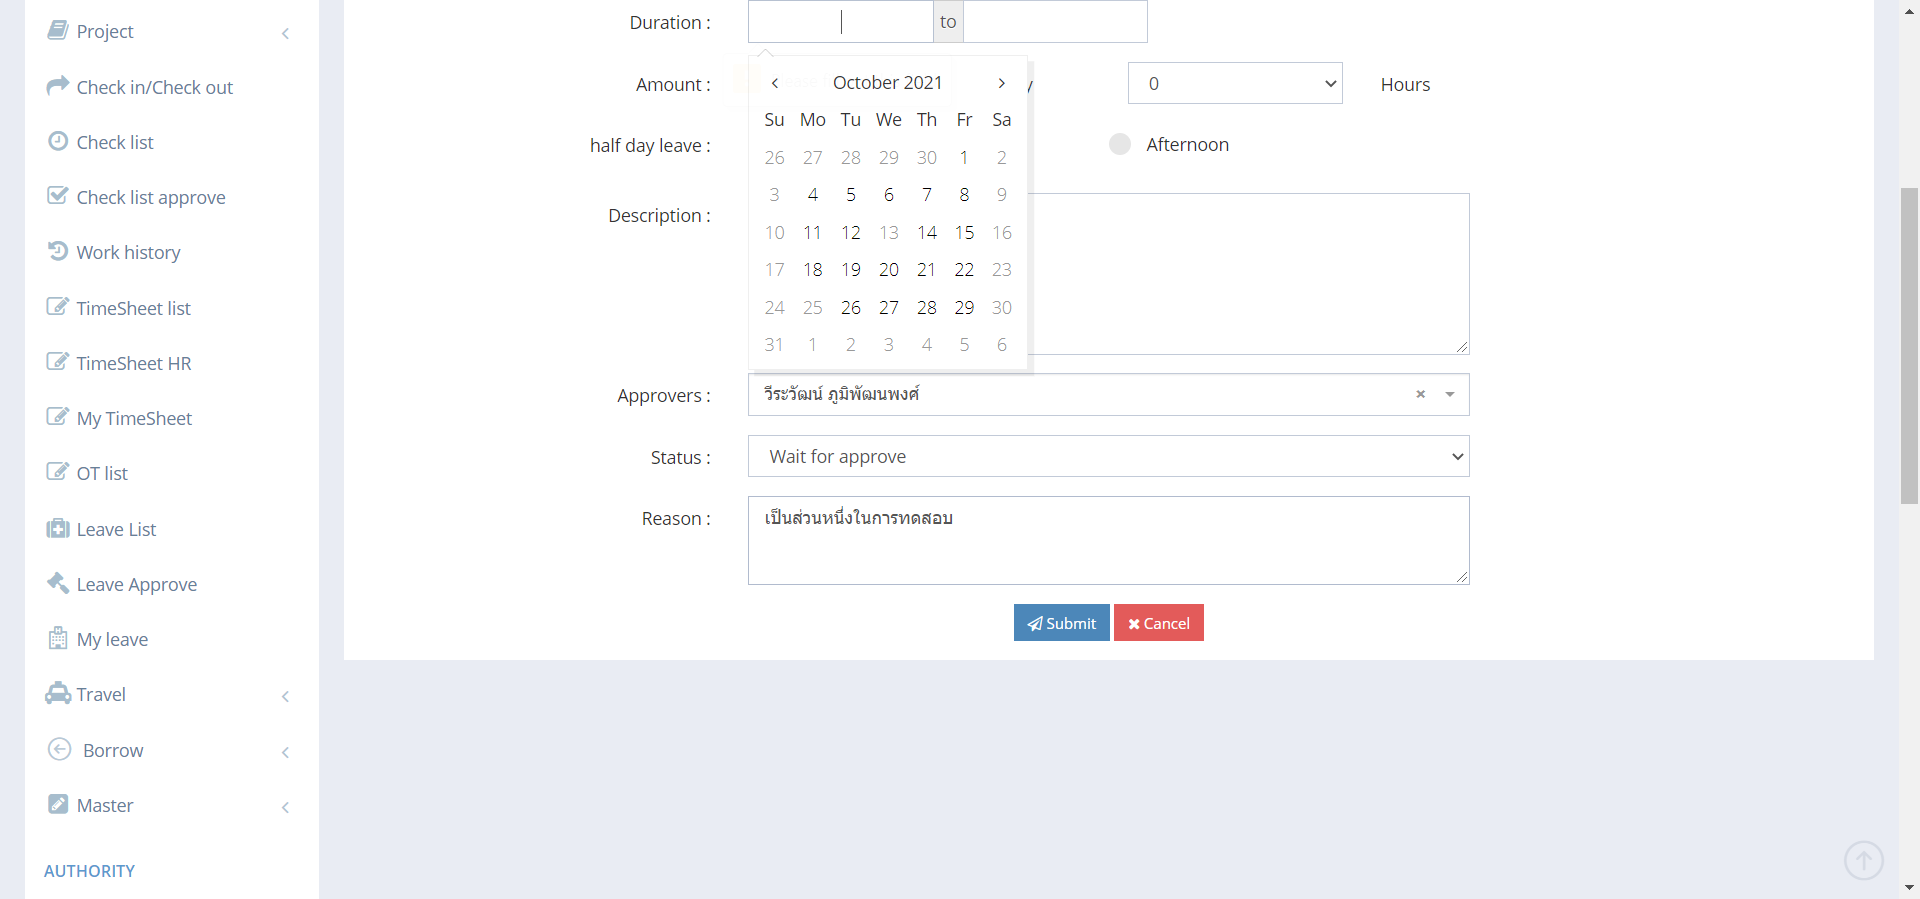 Project
Check in/Check out
Check list
Check list approve
Work history
TimeSheet list
TimeSheet HR
My TimeSheet
OT list
Leave List
Leave Approve
My leave
Travel
Borrow
Master
AUTHORITY
Duration :
to
Amount :
0
Hours
October 2021
Su Mo Tu We Th Fr Sa
26 27 28 29 30 1 2
3 4 5 6 7 8 9
10 11 12 13 14 15 16
17 18 19 20 21 22 23
24 25 26 27 28 29 30
31 1 2 3 4 5 6
half day leave :
Afternoon
Description :
Approvers :
วีระวัฒน์ ภูมิพัฒนพงศ์
Status :
Wait for approve
Reason :
เป็นส่วนหนึ่งในการทดสอบ
Submit
Cancel